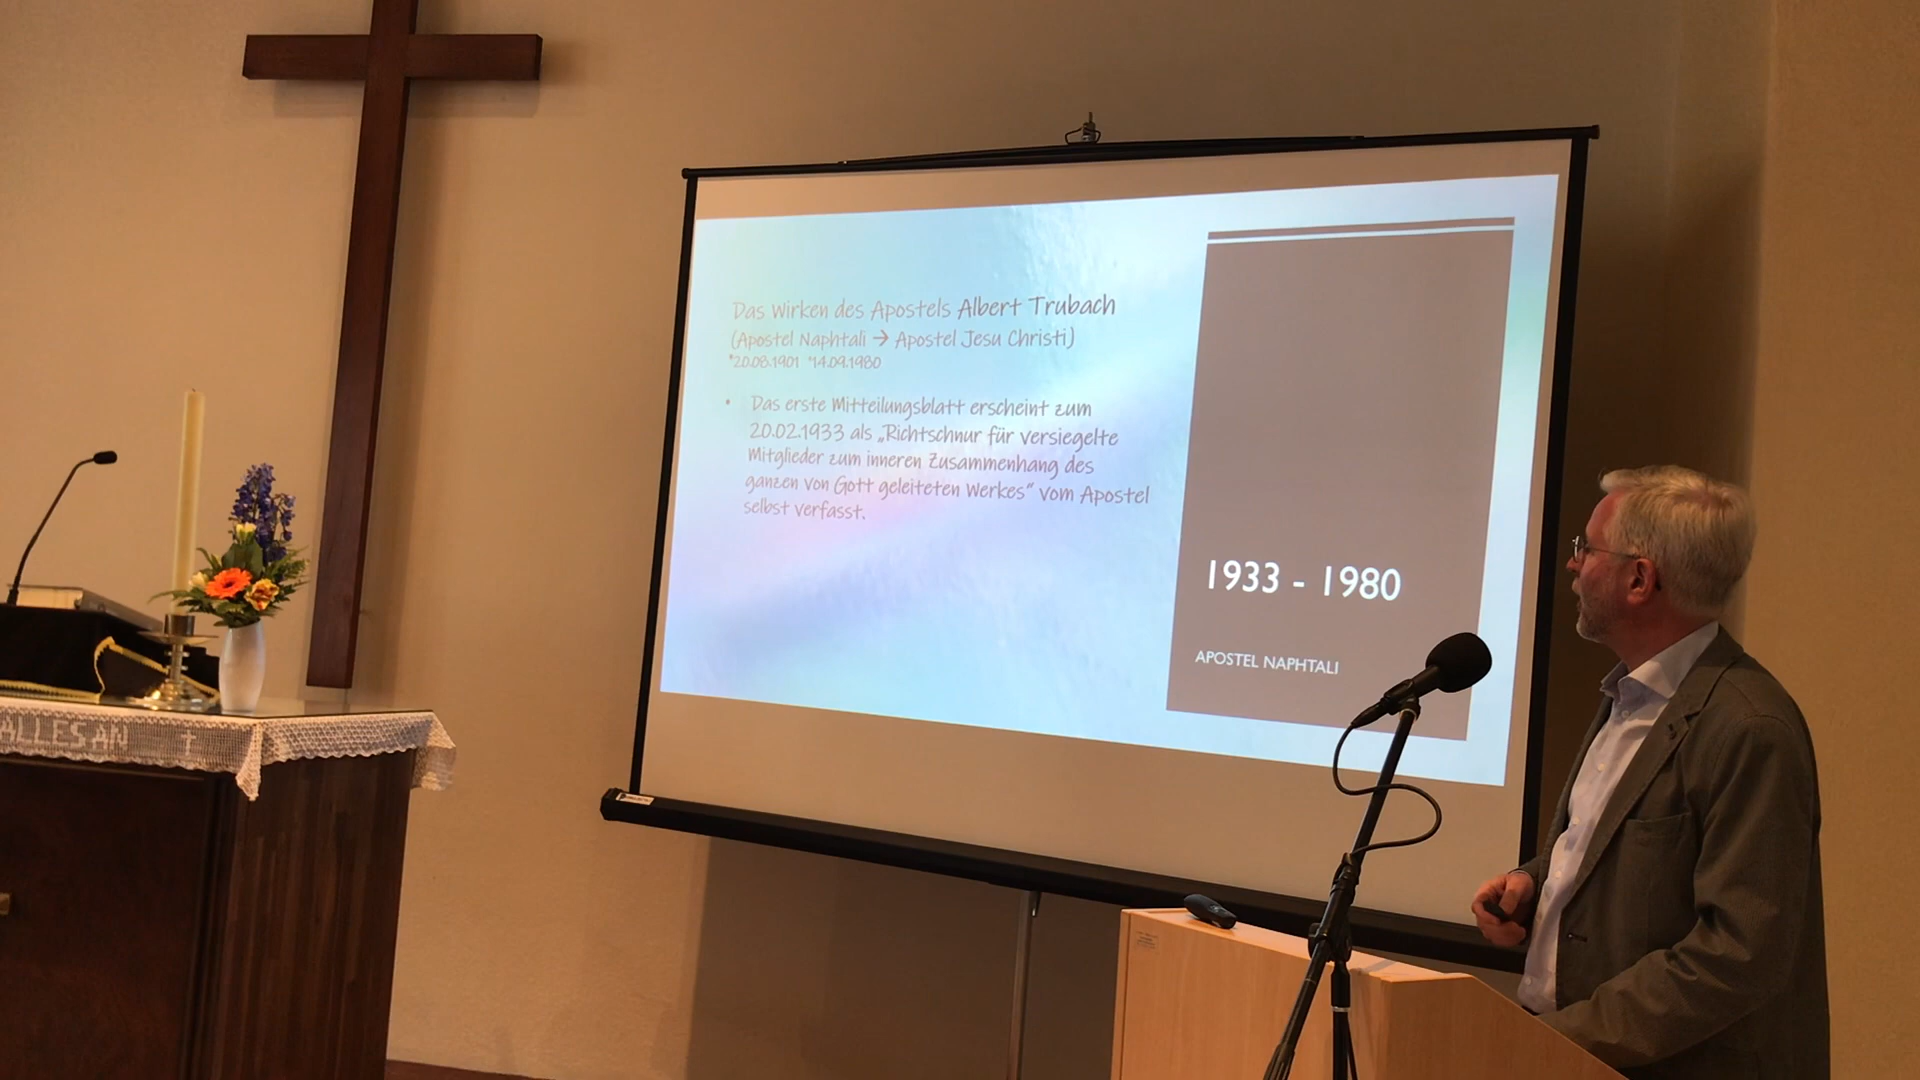 Das Wirken des Apostels Albert Trubach
(Apostel Naphtali → Apostel Jesu Christi)
*20.08.1901 †14.09.1980
• Das erste Mitteilungsblatt erscheint zum
20.02.1933 als „Richtschnur für versiegelte
Mitglieder zum inneren Zusammenhang des
ganzen von Gott geleiteten Werkes“ vom Apostel
selbst verfasst.
1933 - 1980
APOSTEL NAPHTALI
ALLES AN